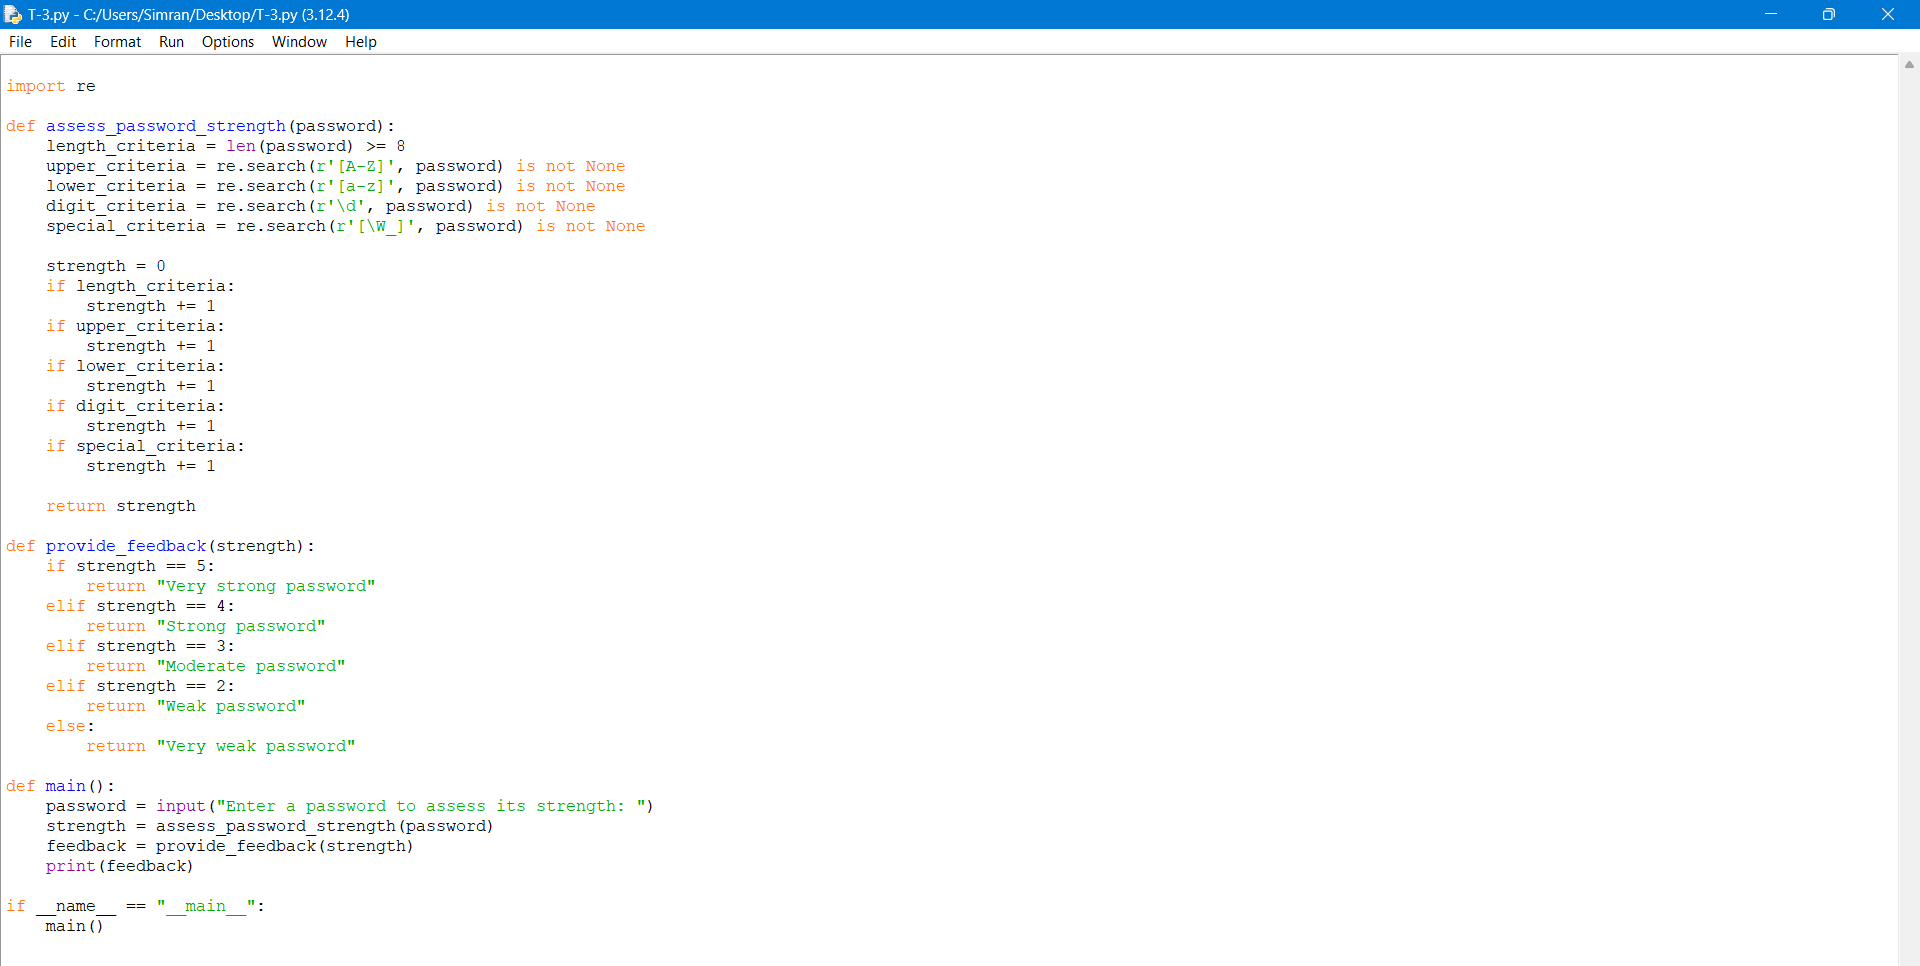 T-3.py - C:/Users/Simran/Desktop/T-3.py (3.12.4)
File Edit Format Run Options Window Help
import re
def assess_password_strength(password):
    length_criteria = len(password) >= 8
    upper_criteria = re.search(r'[A-Z]', password) is not None
    lower_criteria = re.search(r'[a-z]', password) is not None
    digit_criteria = re.search(r'\d', password) is not None
    special_criteria = re.search(r'[\W_]', password) is not None
    strength = 0
    if length_criteria:
        strength += 1
    if upper_criteria:
        strength += 1
    if lower_criteria:
        strength += 1
    if digit_criteria:
        strength += 1
    if special_criteria:
        strength += 1
    return strength
def provide_feedback(strength):
    if strength == 5:
        return "Very strong password"
    elif strength == 4:
        return "Strong password"
    elif strength == 3:
        return "Moderate password"
    elif strength == 2:
        return "Weak password"
    else:
        return "Very weak password"
def main():
    password = input("Enter a password to assess its strength: ")
    strength = assess_password_strength(password)
    feedback = provide_feedback(strength)
    print(feedback)
if __name__ == "__main__":
    main()